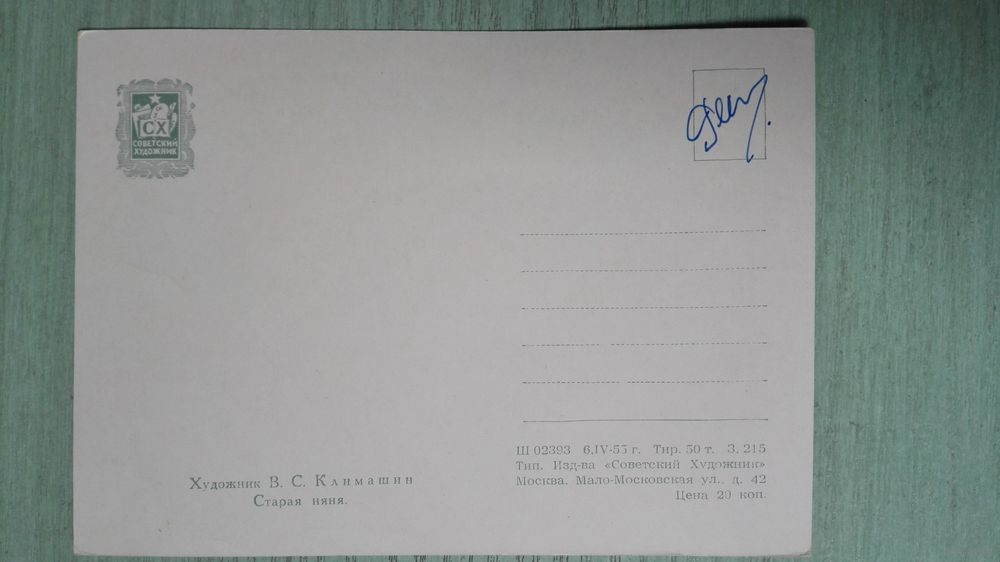 СХ
СОВЕТСКИЙ
ХУДОЖНИК
Художник В. С. Климашин
Старая няня.
Ш 02393 6.IV-55 г. Тир. 50 т. З. 215
Тип. Изд-ва «Советский Художник»
Москва, Мало-Московская ул., д. 42
Цена 20 коп.